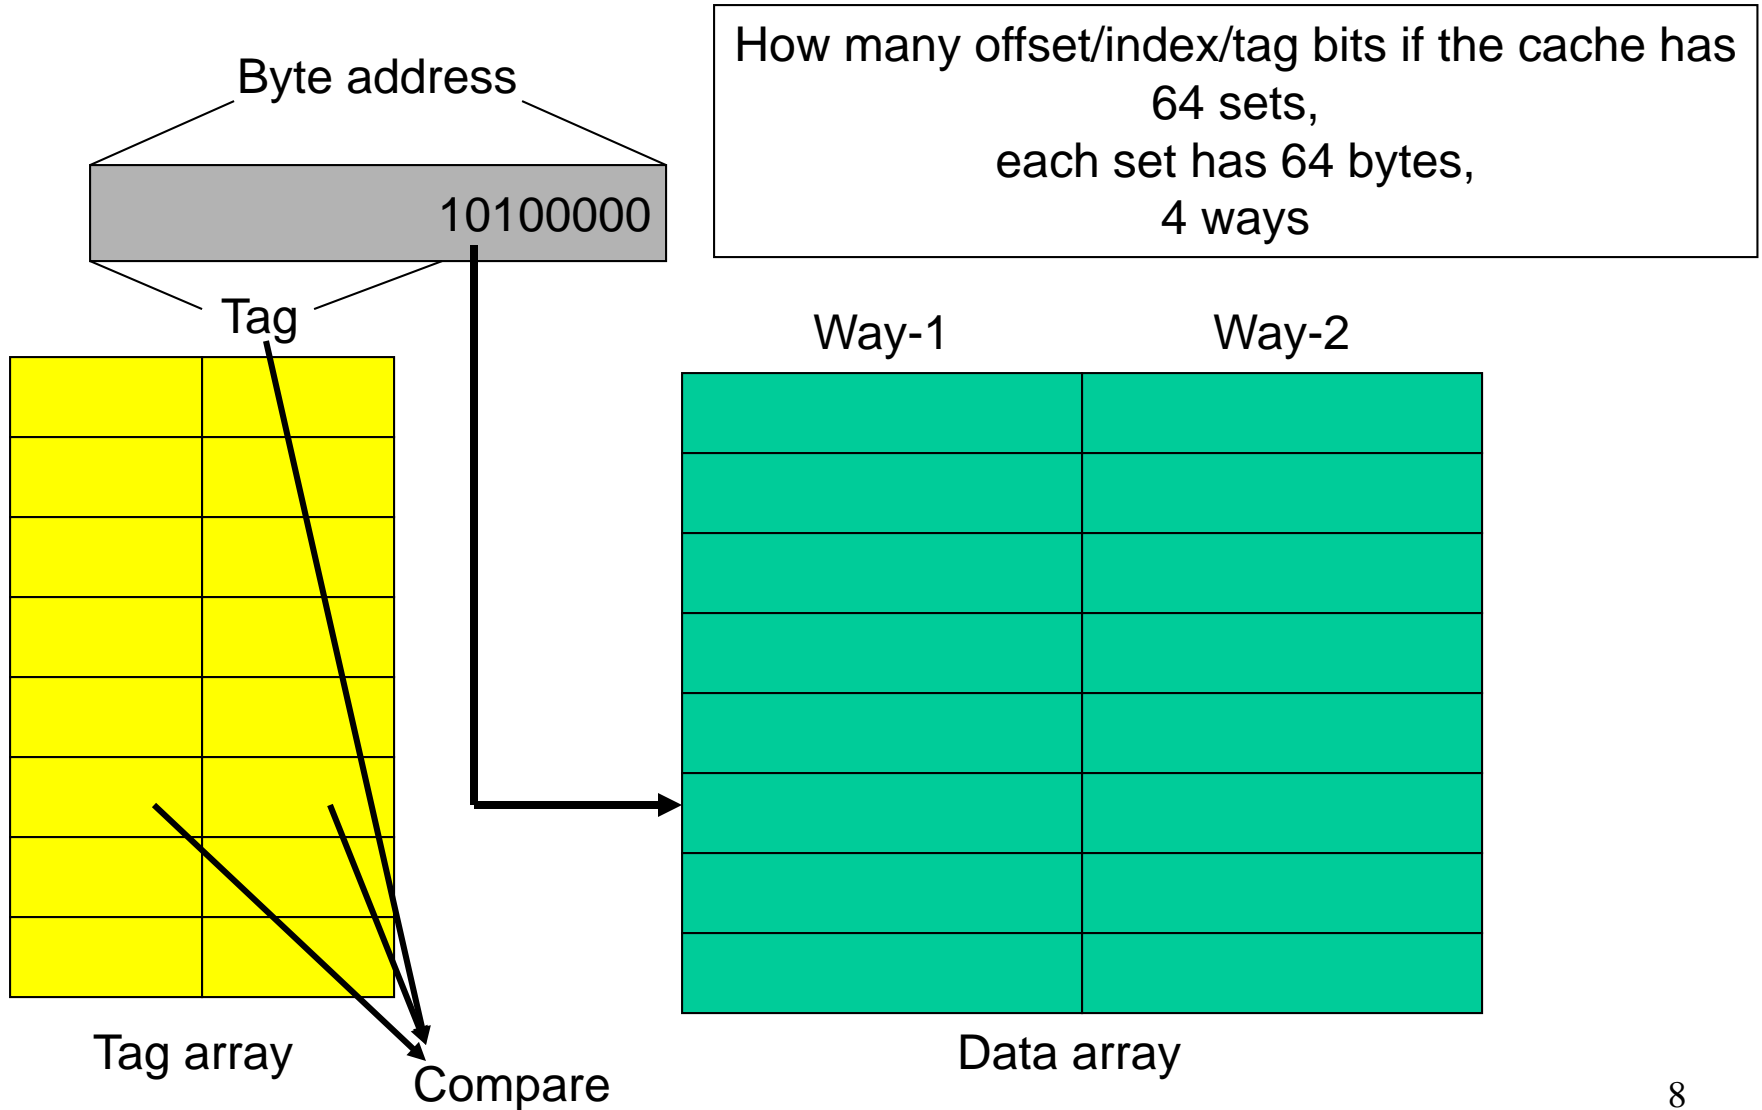 How many offset/index/tag bits if the cache has
64 sets,
each set has 64 bytes,
4 ways
Byte address
10100000
Tag
Way-1
Way-2
Tag array
Compare
Data array
8